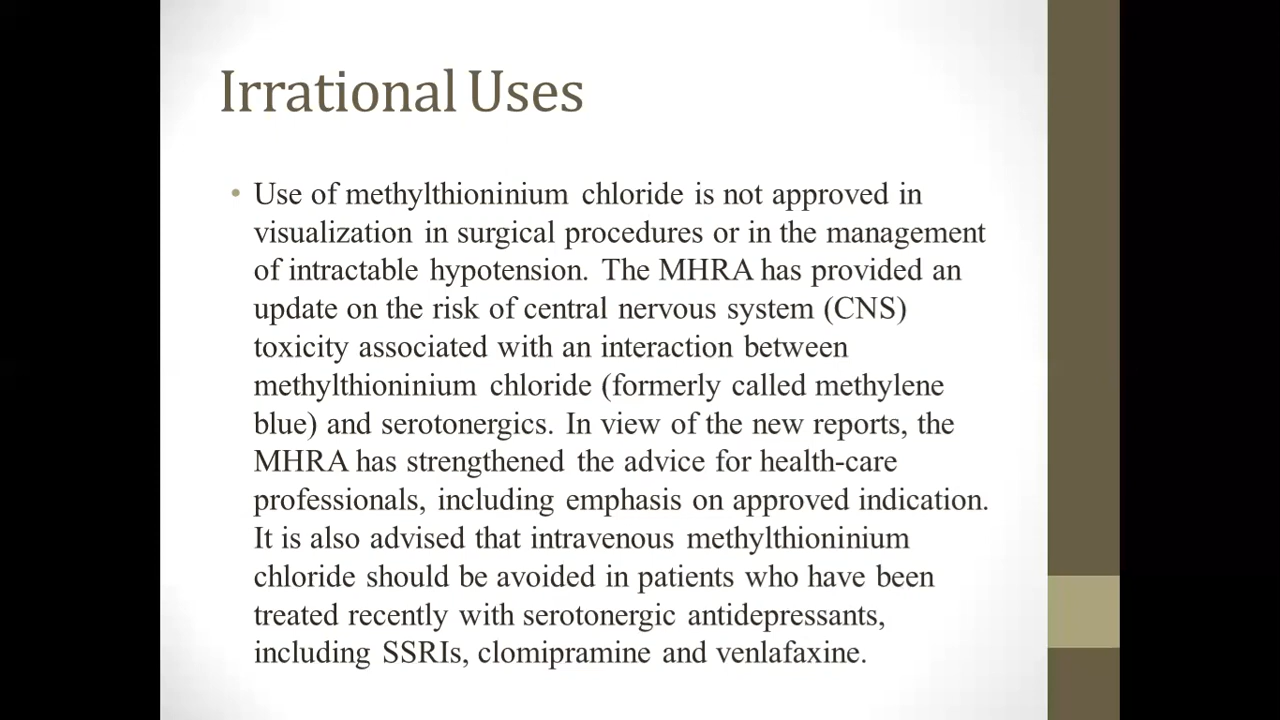 Irrational Uses
• Use of methylthioninium chloride is not approved in
visualization in surgical procedures or in the management
of intractable hypotension. The MHRA has provided an
update on the risk of central nervous system (CNS)
toxicity associated with an interaction between
methylthioninium chloride (formerly called methylene
blue) and serotonergics. In view of the new reports, the
MHRA has strengthened the advice for health-care
professionals, including emphasis on approved indication.
It is also advised that intravenous methylthioninium
chloride should be avoided in patients who have been
treated recently with serotonergic antidepressants,
including SSRIs, clomipramine and venlafaxine.